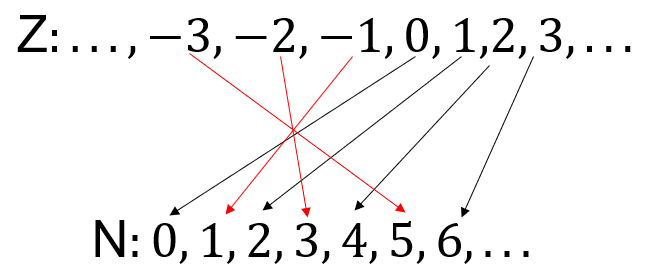 Z: ..., −3, −2, −1, 0, 1,2, 3, ...
N: 0, 1, 2, 3, 4, 5, 6, ...